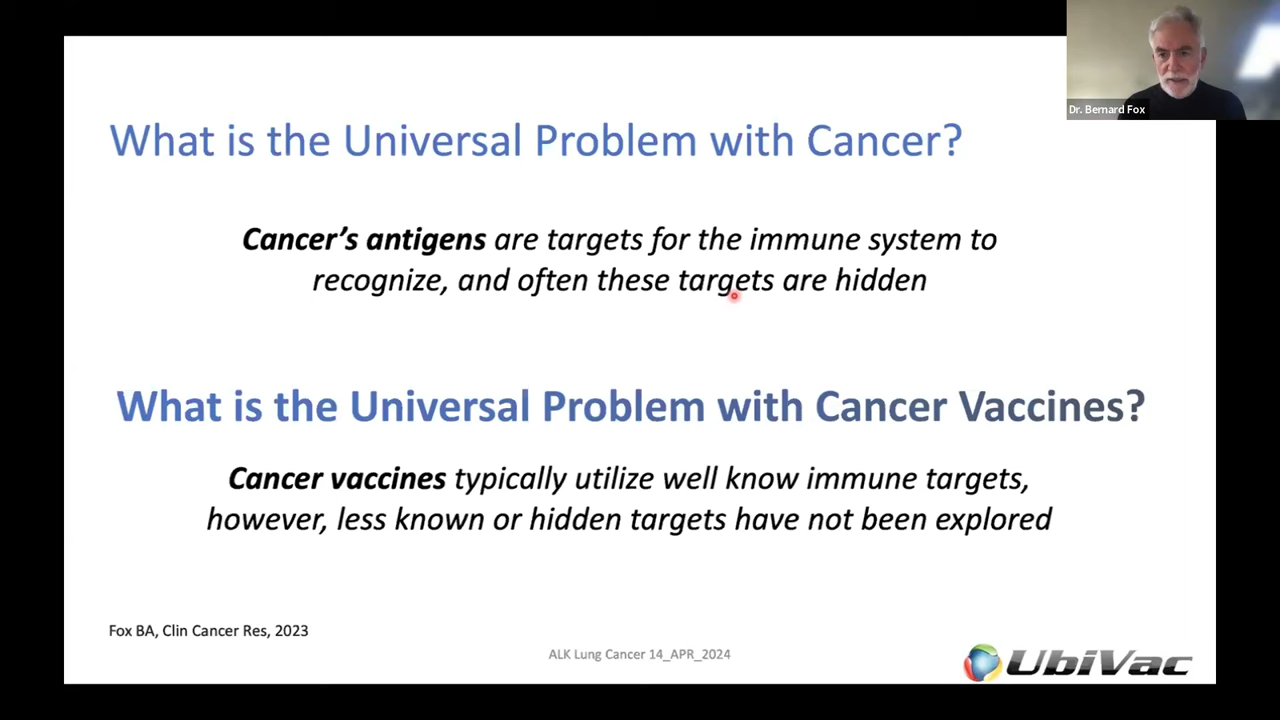 Dr. Bernard Fox
What is the Universal Problem with Cancer?
Cancer's antigens are targets for the immune system to
recognize, and often these targets are hidden
What is the Universal Problem with Cancer Vaccines?
Cancer vaccines typically utilize well know immune targets,
however, less known or hidden targets have not been explored
Fox BA, Clin Cancer Res, 2023
ALK Lung Cancer 14_APR_2024
UbiVac